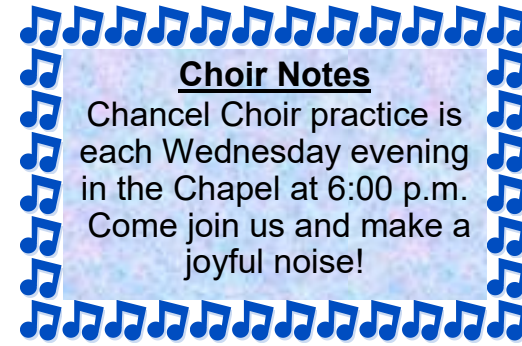 Choir Notes
Chancel Choir practice is
each Wednesday evening
in the Chapel at 6:00 p.m.
Come join us and make a
joyful noise!